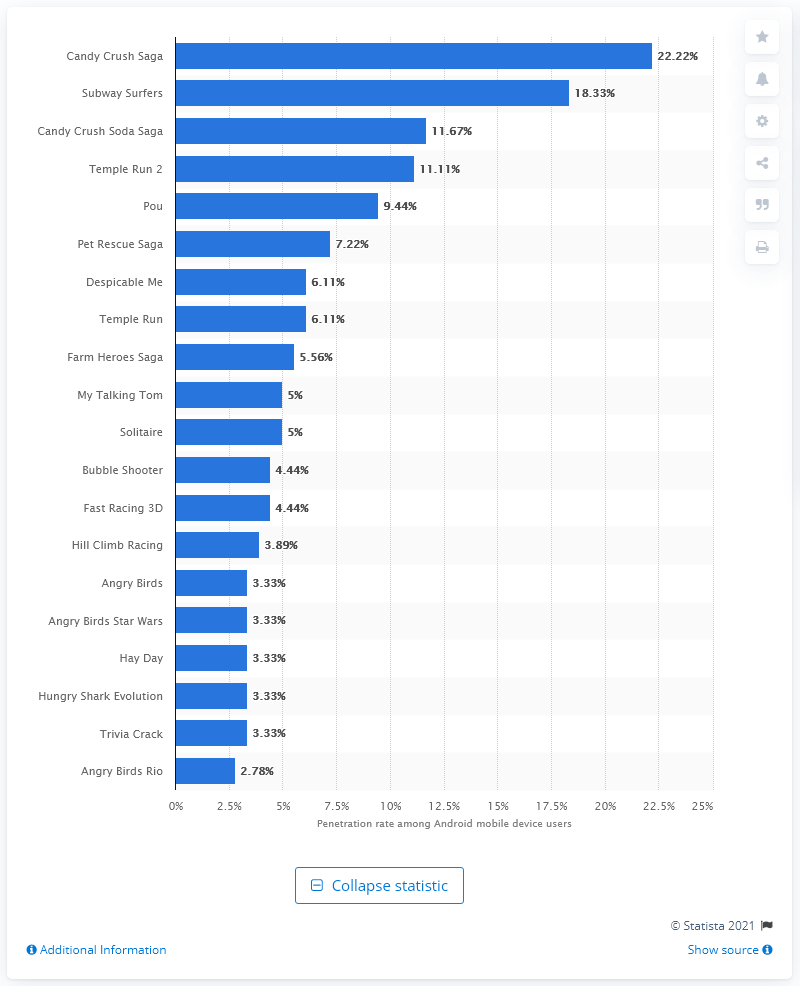 Candy Crush Saga 22.22%
Subway Surfers 18.33%
Candy Crush Soda Saga 11.67%
Temple Run 2 11.11%
Pou 9.44%
Pet Rescue Saga 7.22%
Despicable Me 6.11%
Temple Run 6.11%
Farm Heroes Saga 5.56%
My Talking Tom 5%
Solitaire 5%
Bubble Shooter 4.44%
Fast Racing 3D 4.44%
Hill Climb Racing 3.89%
Angry Birds 3.33%
Angry Birds Star Wars 3.33%
Hay Day 3.33%
Hungry Shark Evolution 3.33%
Trivia Crack 3.33%
Angry Birds Rio 2.78%
0% 2.5% 5% 7.5% 10% 12.5% 15% 17.5% 20% 22.5% 25%
Penetration rate among Android mobile device users
Collapse statistic
© Statista 2021
Additional Information Show source